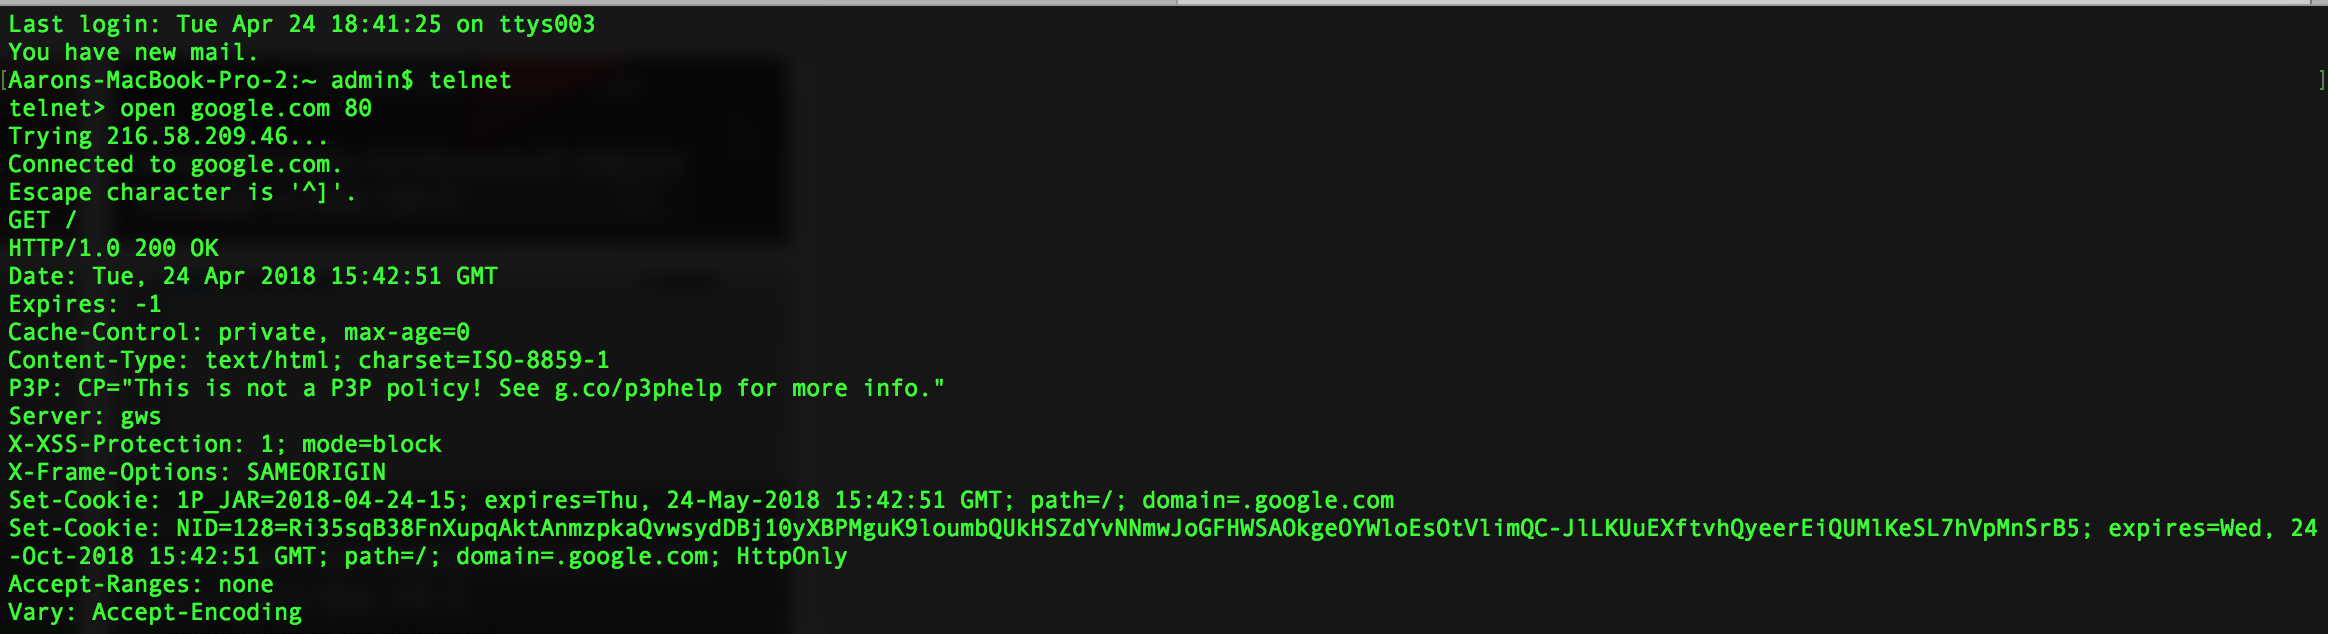 Last login: Tue Apr 24 18:41:25 on ttys003
You have new mail.
[Aarons-MacBook-Pro-2:~ admin$ telnet ]
telnet> open google.com 80
Trying 216.58.209.46...
Connected to google.com.
Escape character is '^]'.
GET /
HTTP/1.0 200 OK
Date: Tue, 24 Apr 2018 15:42:51 GMT
Expires: -1
Cache-Control: private, max-age=0
Content-Type: text/html; charset=ISO-8859-1
P3P: CP="This is not a P3P policy! See g.co/p3phelp for more info."
Server: gws
X-XSS-Protection: 1; mode=block
X-Frame-Options: SAMEORIGIN
Set-Cookie: 1P_JAR=2018-04-24-15; expires=Thu, 24-May-2018 15:42:51 GMT; path=/; domain=.google.com
Set-Cookie: NID=128=Ri35sqB38FnXupqAktAnmzpkaQvwsydDBj10yXBPMguK9loumbQUkHSZdYvNNmwJoGFHWSAOkgeOYWloEsOtVlimQC-JlLKUuEXftvhQyeerEiQUMlKeSL7hVpMnSrB5; expires=Wed, 24
-Oct-2018 15:42:51 GMT; path=/; domain=.google.com; HttpOnly
Accept-Ranges: none
Vary: Accept-Encoding